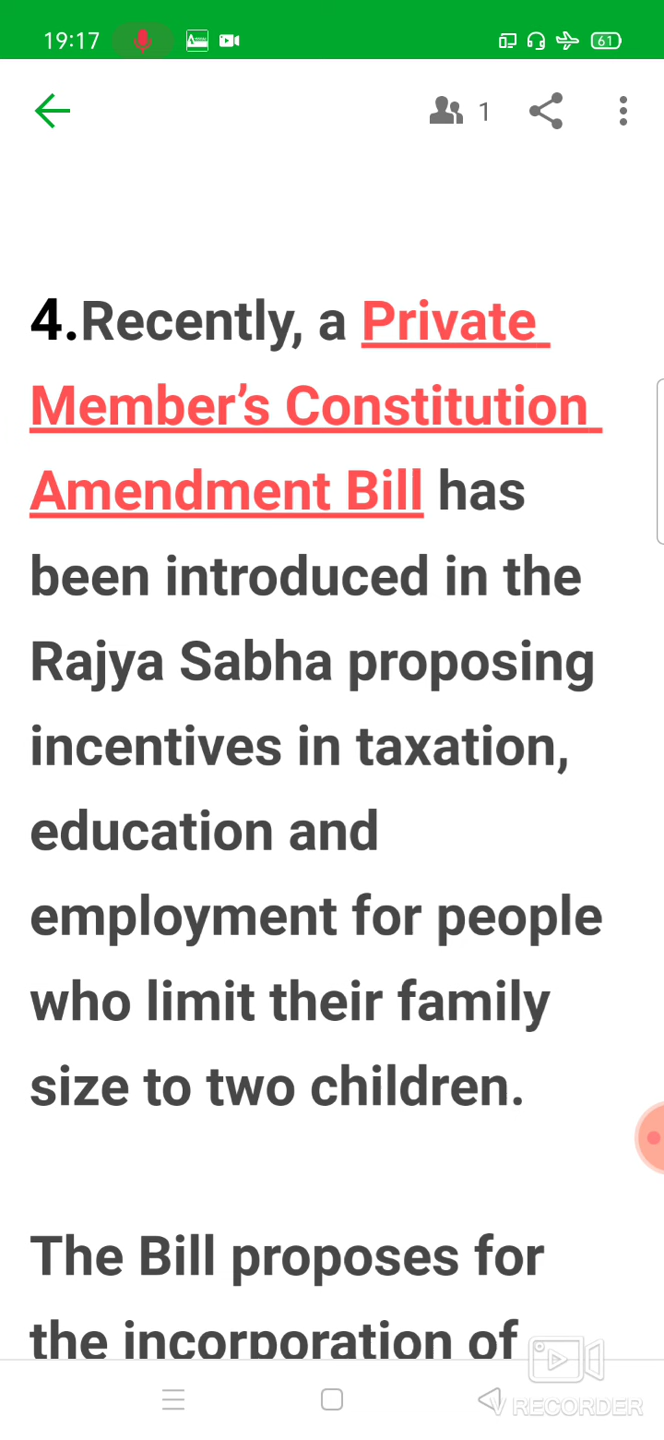 19:17
61
1
4.Recently, a Private
Member’s Constitution
Amendment Bill has
been introduced in the
Rajya Sabha proposing
incentives in taxation,
education and
employment for people
who limit their family
size to two children.
The Bill proposes for
the incorporation of
V RECORDER